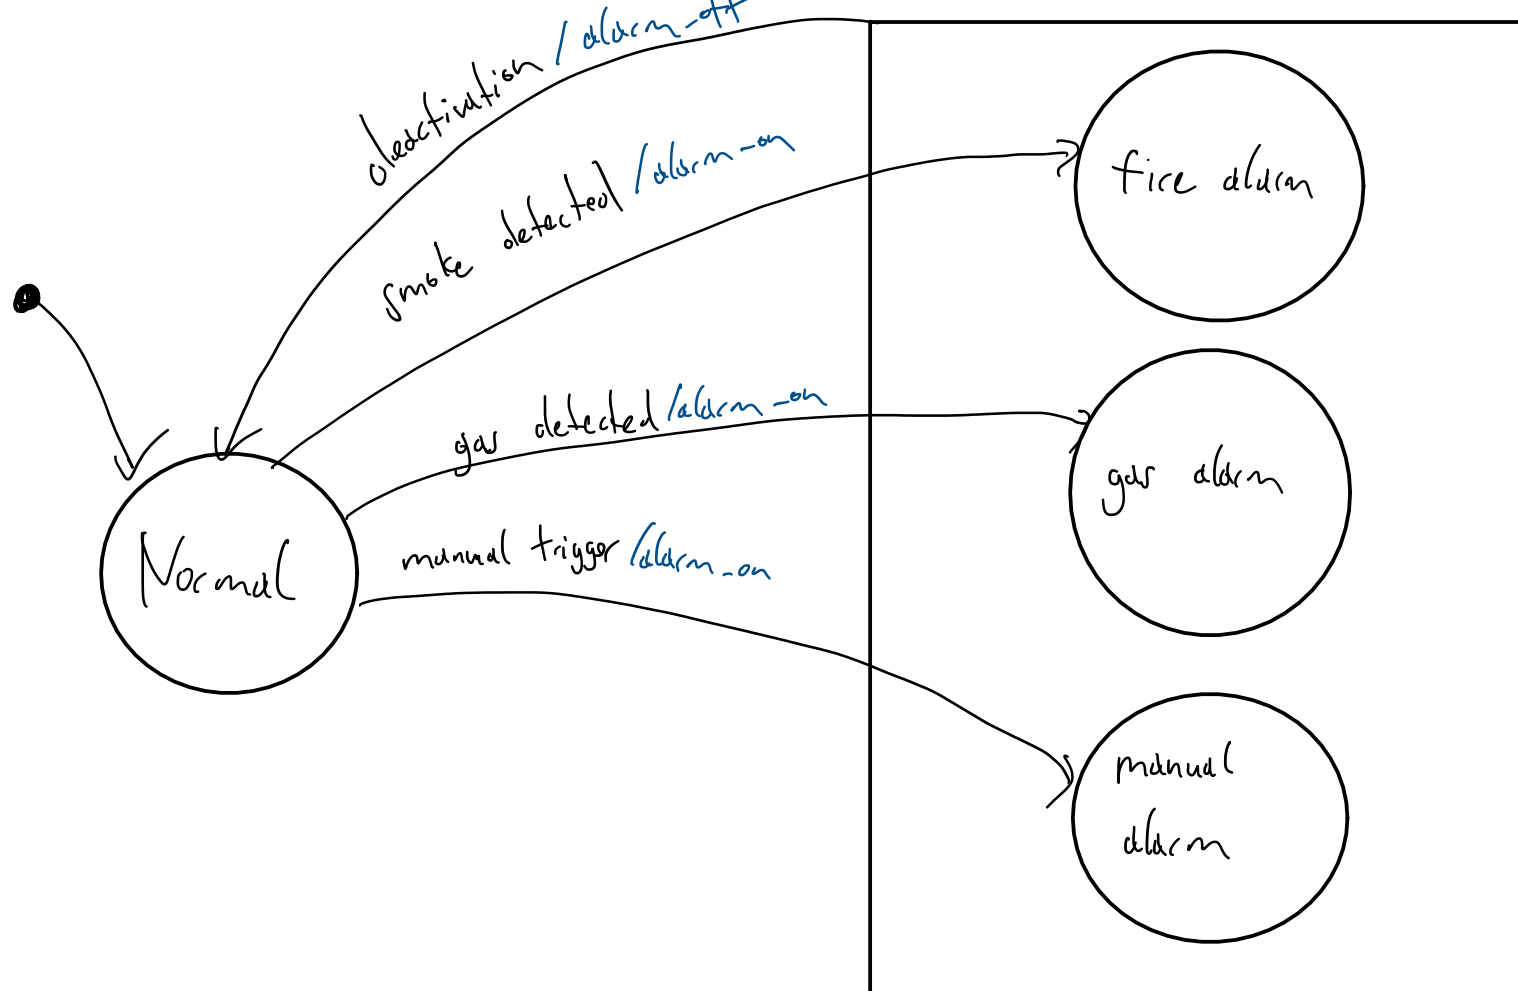 deactivation / alarm_off
smoke detected / alarm_on
fire alarm
gas detected / alarm_on
gas alarm
manual trigger / alarm_on
Normal
manual
alarm